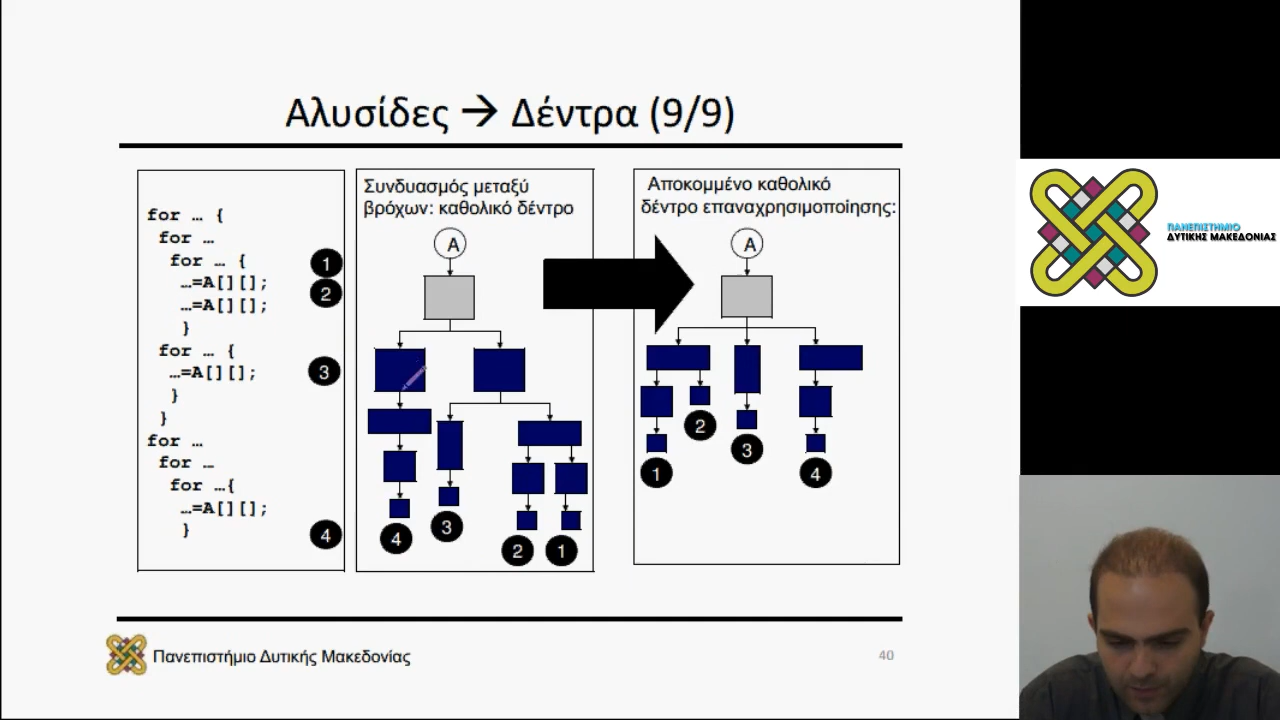 Αλυσίδες → Δέντρα (9/9)
for … {
for …
for … {
…=A[][];
…=A[][];
}
for … {
…=A[][];
}
}
for …
for …
for …{
…=A[][];
}
1
2
3
4
Συνδυασμός μεταξύ
βρόχων: καθολικό δέντρο
A
4
3
2
1
Αποκομμένο καθολικό
δέντρο επαναχρησιμοποίησης:
A
1
2
3
4
Πανεπιστήμιο Δυτικής Μακεδονίας
40
ΠΑΝΕΠΙΣΤΗΜΙΟ
ΔΥΤΙΚΗΣ ΜΑΚΕΔΟΝΙΑΣ